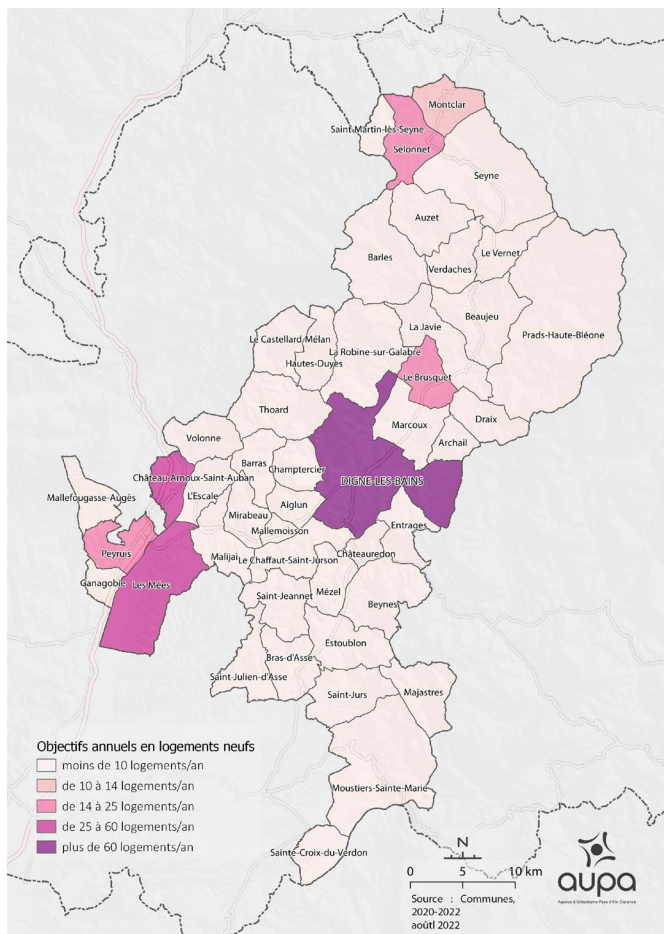 Montclar
Saint-Martin-lès-Seyne
Selonnet
Seyne
Auzet
Barles
Le Vernet
Verdaches
Beaujeu
Prads-Haute-Bléone
La Javie
Le Castellard-Mélan
La Robine-sur-Galabre
Hautes-Duyes
Le Brusquet
Thoard
Draix
Marcoux
Volonne
Archail
Barras
Champtercier
Château-Arnoux-Saint-Auban
DIGNE-LES-BAINS
L'Escale
Mallefougasse-Augès
Aiglun
Mirabeau
Entrages
Mallemoisson
Peyruis
Châteauredon
Malijai
Le Chaffaut-Saint-Jurson
Ganagobie
Les Mées
Mézel
Saint-Jeannet
Beynes
Estoublon
Bras-d'Asse
Saint-Julien-d'Asse
Saint-Jurs
Majastres
Moustiers-Sainte-Marie
Sainte-Croix-du-Verdon
Objectifs annuels en logements neufs
moins de 10 logements/an
de 10 à 14 logements/an
de 14 à 25 logements/an
de 25 à 60 logements/an
plus de 60 logements/an
N
0 5 10 km
Source : Communes,
2020-2022
aoûtl 2022
aupa
Agence d'Urbanisme Pays d'Aix-Durance